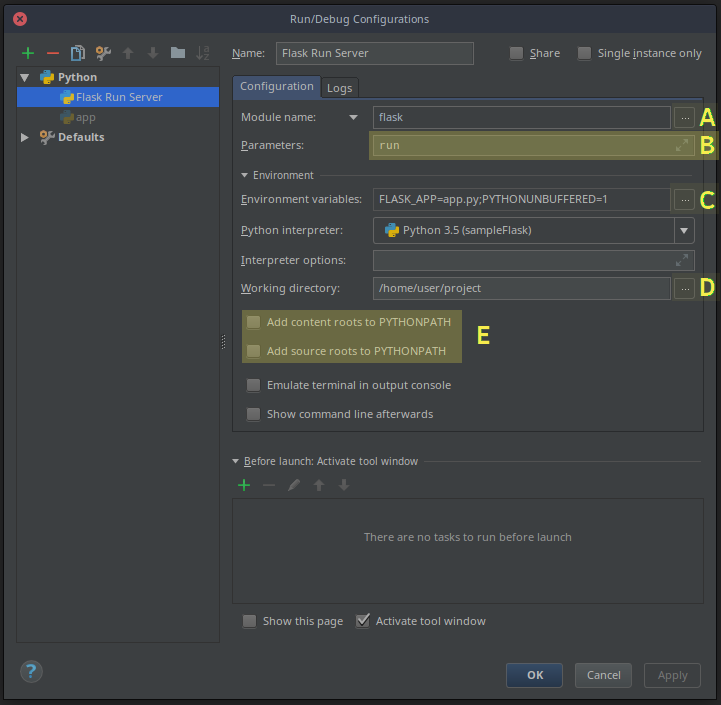 Run/Debug Configurations
Name: Flask Run Server Share Single instance only
Python
Flask Run Server
app
Defaults
Configuration Logs
Module name: flask ... A
Parameters: run B
Environment
Environment variables: FLASK_APP=app.py;PYTHONUNBUFFERED=1 ... C
Python interpreter: Python 3.5 (sampleFlask)
Interpreter options:
Working directory: /home/user/project ... D
Add content roots to PYTHONPATH
E
Add source roots to PYTHONPATH
Emulate terminal in output console
Show command line afterwards
Before launch: Activate tool window
There are no tasks to run before launch
Show this page Activate tool window
? OK Cancel Apply